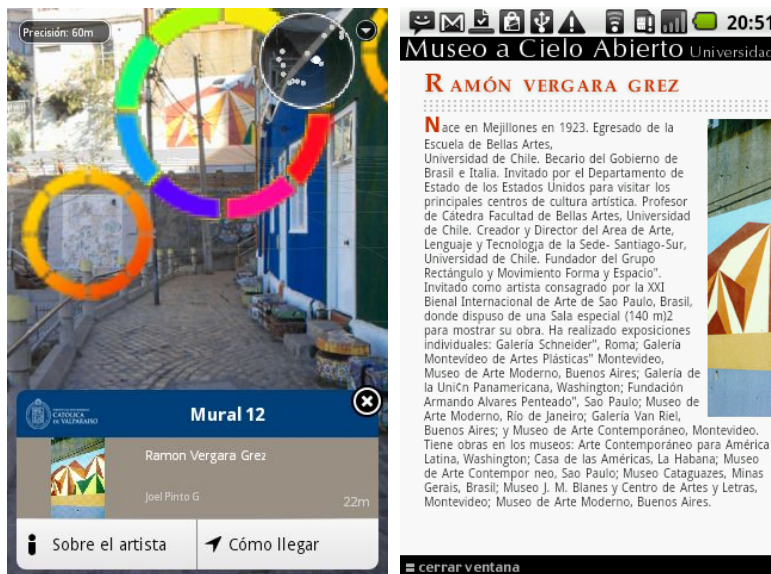 Precisión: 60m
PONTIFICIA UNIVERSIDAD
CATOLICA
DE VALPARAISO
Mural 12
Ramon Vergara Grez
Joel Pinto G
22m
Sobre el artista
Cómo llegar
20:51
Museo a Cielo Abierto Universidad
RAMÓN VERGARA GREZ
Nace en Mejillones en 1923. Egresado de la
Escuela de Bellas Artes,
Universidad de Chile. Becario del Gobierno de
Brasil e Italia. Invitado por el Departamento de
Estado de los Estados Unidos para visitar los
principales centros de cultura artística. Profesor
de Cátedra Facultad de Bellas Artes, Universidad
de Chile. Creador y Director del Area de Arte,
Lenguaje y Tecnolog¡a de la Sede- Santiago-Sur,
Universidad de Chile. Fundador del Grupo
Rectángulo y Movimiento Forma y Espacio".
Invitado como artista consagrado por la XXI
Bienal Internacional de Arte de Sao Paulo, Brasil,
donde dispuso de una Sala especial (140 m)2
para mostrar su obra. Ha realizado exposiciones
individuales: Galería Schneider", Roma; Galería
Montevídeo de Artes Plásticas" Montevideo,
Museo de Arte Moderno, Buenos Aires; Galería de
la Uni¢n Panamericana, Washington; Fundación
Armando Alvares Penteado", Sao Paulo; Museo de
Arte Moderno, Río de Janeiro; Galería Van Riel,
Buenos Aires; y Museo de Arte Contemporáneo, Montevideo.
Tiene obras en los museos: Arte Contemporáneo para América
Latina, Washington; Casa de las Américas, La Habana; Museo
de Arte Contempor neo, Sao Paulo; Museo Cataguazes, Minas
Gerais, Brasil; Museo J. M. Blanes y Centro de Artes y Letras,
Montevideo; Museo de Arte Moderno, Buenos Aires.
cerrar ventana